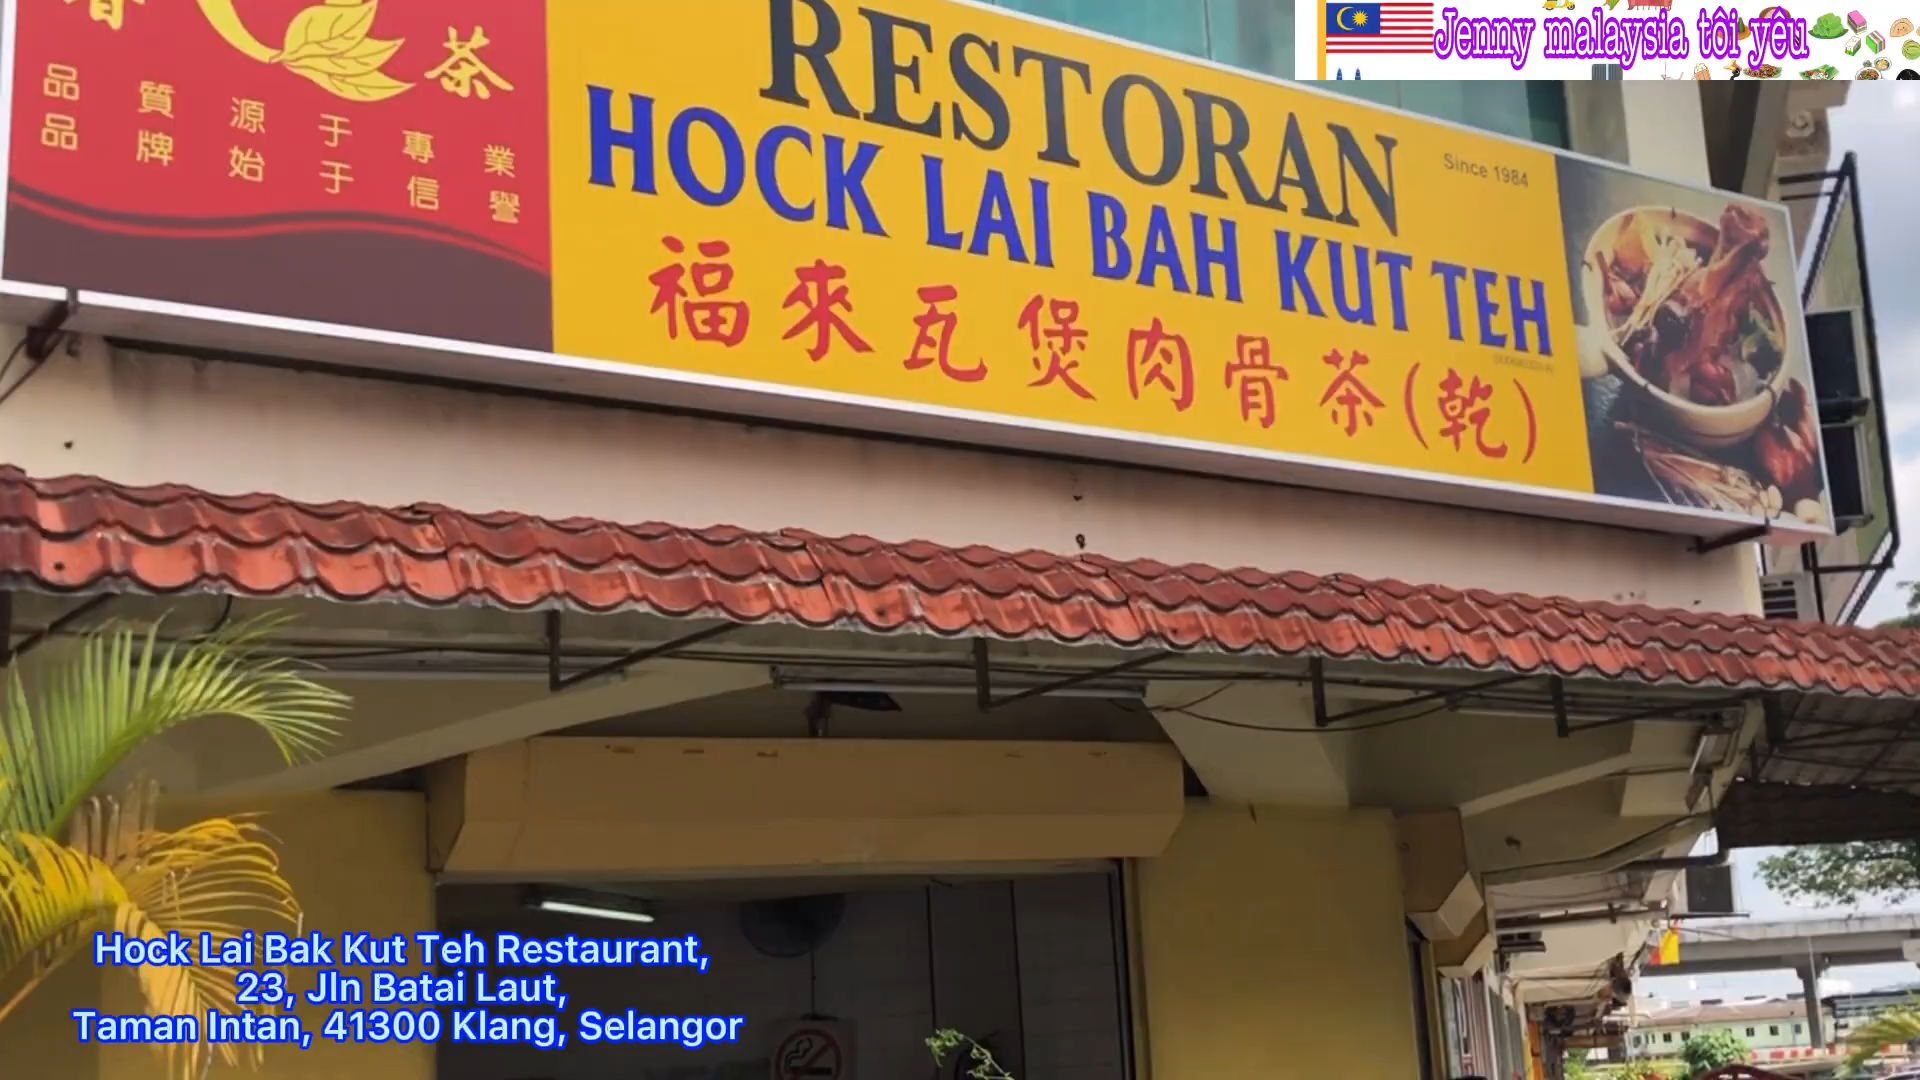 Jenny malaysia tôi yêu
茶
品 質 源 于 專 業
品 牌 始 于 信 譽
RESTORAN
Since 1984
HOCK LAI BAH KUT TEH
福來瓦煲肉骨茶(乾)
Hock Lai Bak Kut Teh Restaurant,
23, Jln Batai Laut,
Taman Intan, 41300 Klang, Selangor